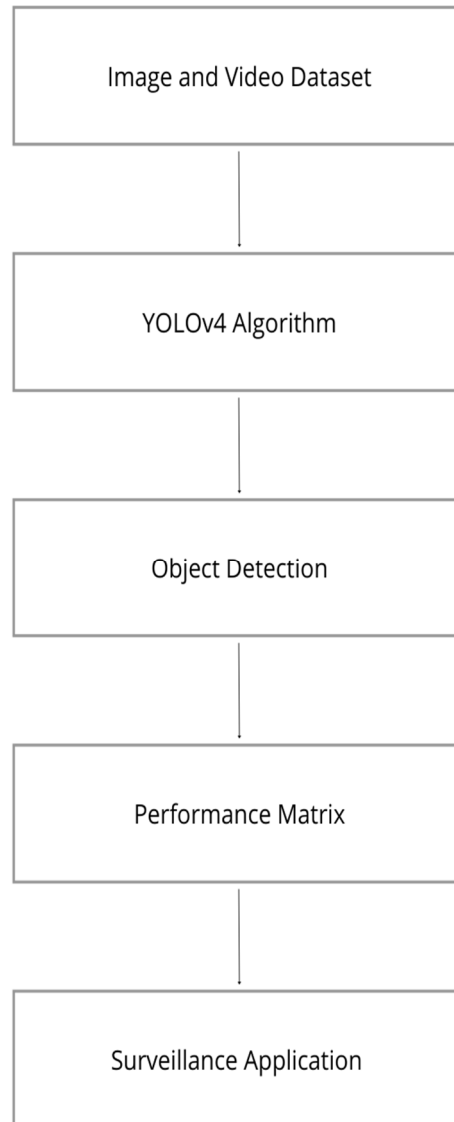 Image and Video Dataset
YOLOv4 Algorithm
Object Detection
Performance Matrix
Surveillance Application